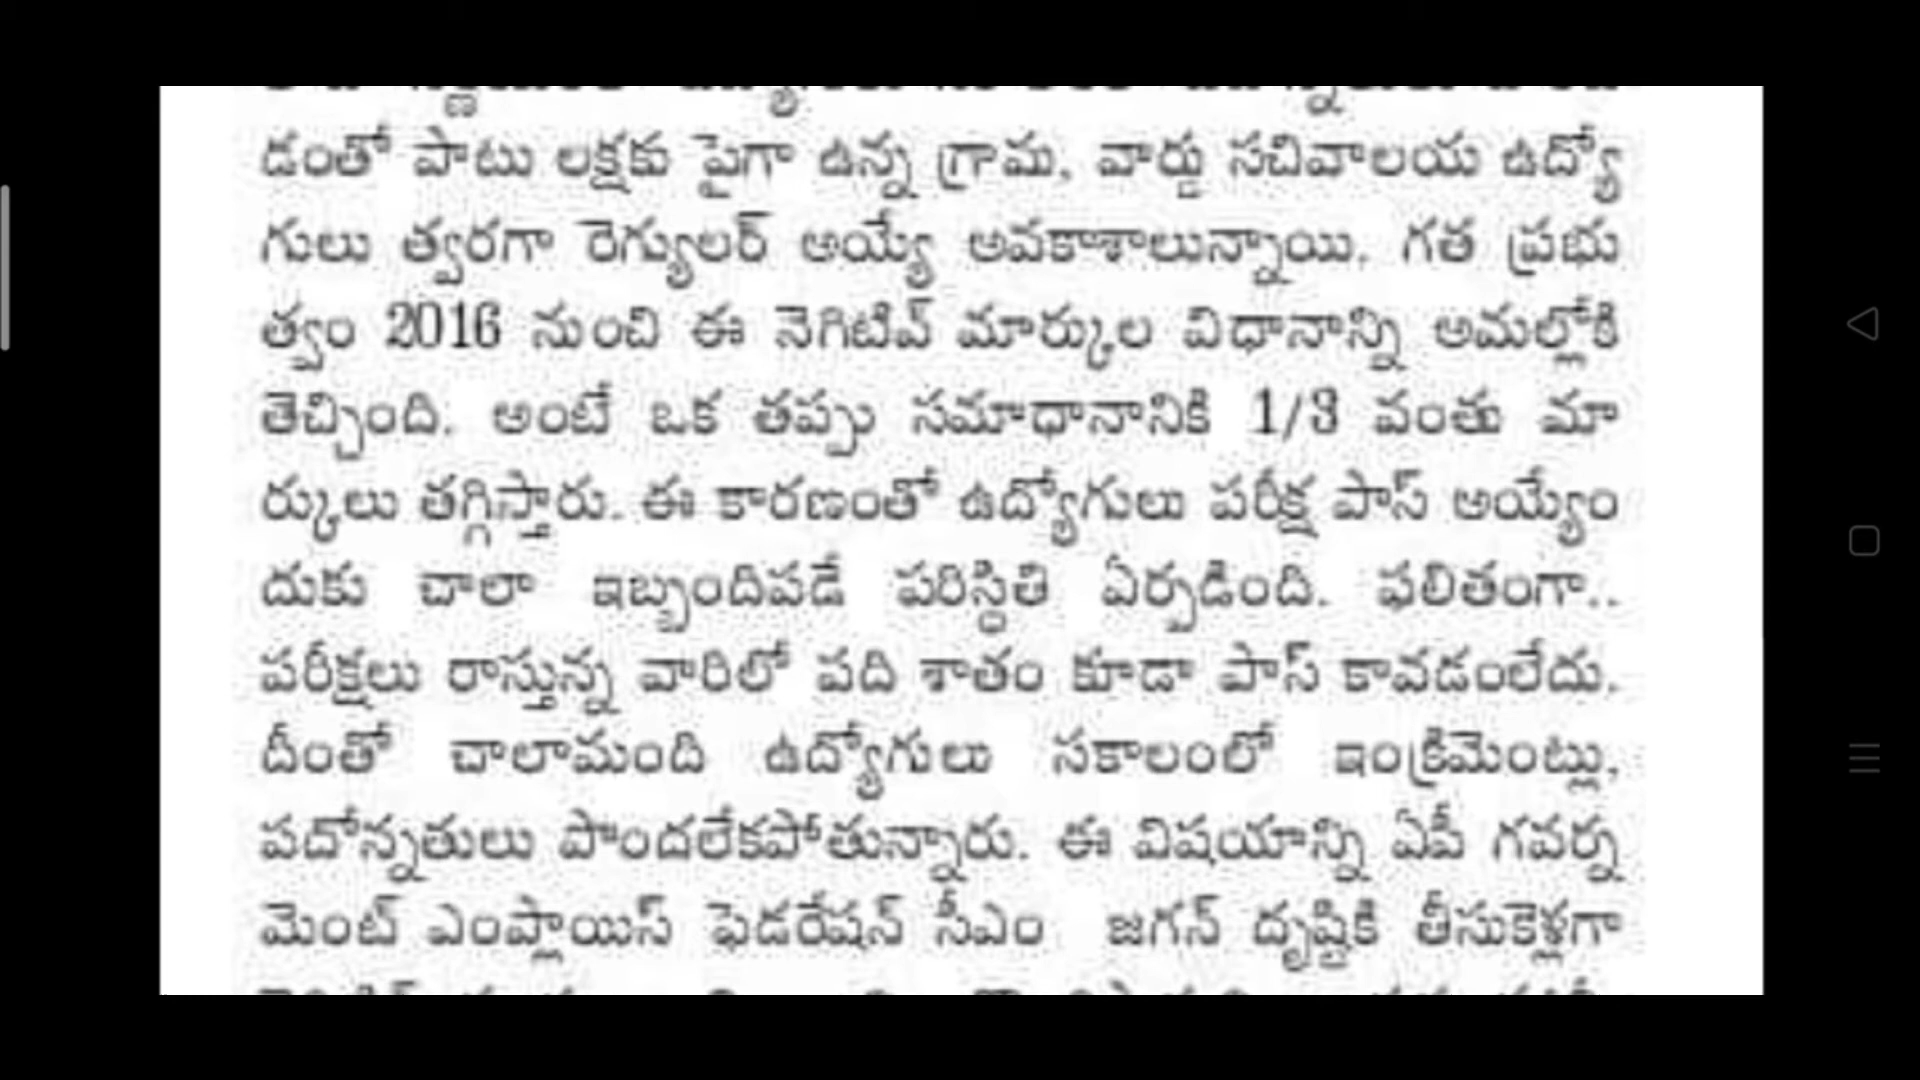 డంతో పాటు లక్షకు పైగా ఉన్న గ్రామ, వార్డు సచివాలయ ఉద్యో
గులు త్వరగా రెగ్యులర్ అయ్యే అవకాశాలున్నాయి. గత ప్రభు
త్వం 2016 నుంచి ఈ నెగిటివ్ మార్కుల విధానాన్ని అమల్లోకి
తెచ్చింది. అంటే ఒక తప్పు సమాధానానికి 1/3 వంతు మా
ర్కులు తగ్గిస్తారు. ఈ కారణంతో ఉద్యోగులు పరీక్ష పాస్ అయ్యేం
దుకు చాలా ఇబ్బందిపడే పరిస్థితి ఏర్పడింది. ఫలితంగా..
పరీక్షలు రాస్తున్న వారిలో పది శాతం కూడా పాస్ కావడంలేదు.
దీంతో చాలామంది ఉద్యోగులు సకాలంలో ఇంక్రిమెంట్లు,
పదోన్నతులు పొందలేకపోతున్నారు. ఈ విషయాన్ని ఏపీ గవర్న
మెంట్ ఎంప్లాయిస్ ఫెడరేషన్ సీఎం జగన్ దృష్టికి తీసుకెళ్లగా